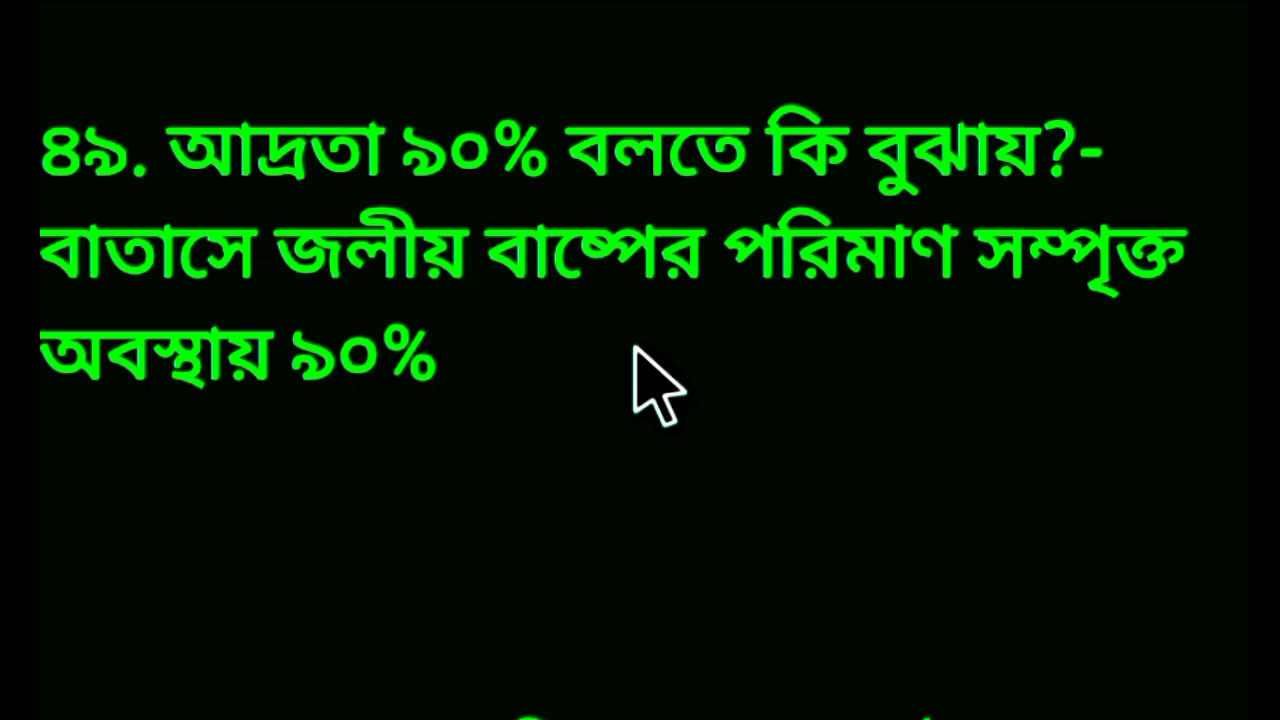 ৪৯. আদ্রতা ৯০% বলতে কি বুঝায়?-
বাতাসে জলীয় বাষ্পের পরিমাণ সম্পৃক্ত
অবস্থায় ৯০%